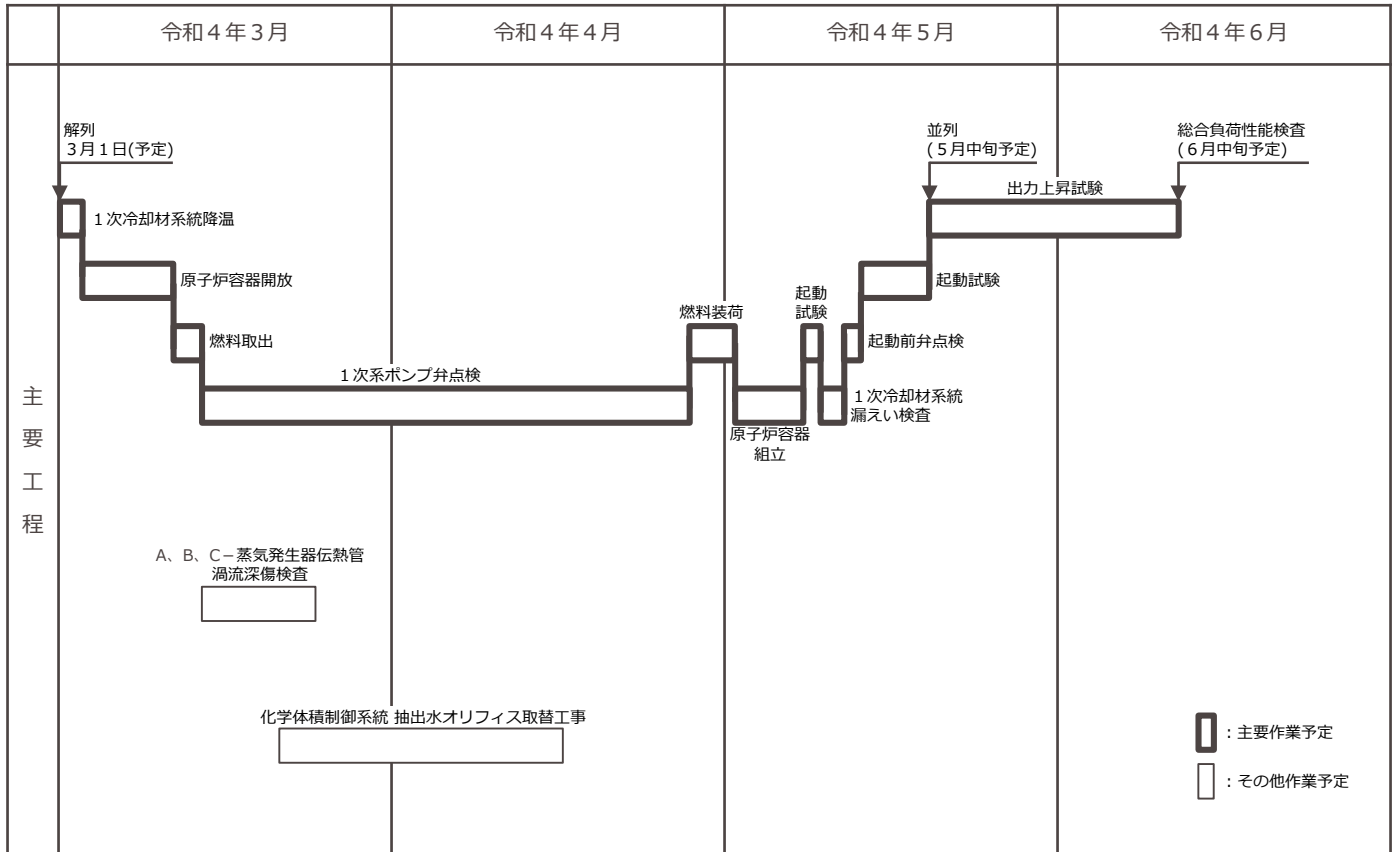 令和４年３月
令和４年４月
令和４年５月
令和４年６月
主要工程
解列
３月１日(予定)
並列
(５月中旬予定)
総合負荷性能検査
(６月中旬予定)
出力上昇試験
１次冷却材系統降温
原子炉容器開放
起動試験
燃料装荷
起動
試験
燃料取出
起動前弁点検
１次系ポンプ弁点検
１次冷却材系統
漏えい検査
原子炉容器
組立
A、B、C－蒸気発生器伝熱管
渦流深傷検査
化学体積制御系統 抽出水オリフィス取替工事
：主要作業予定
：その他作業予定